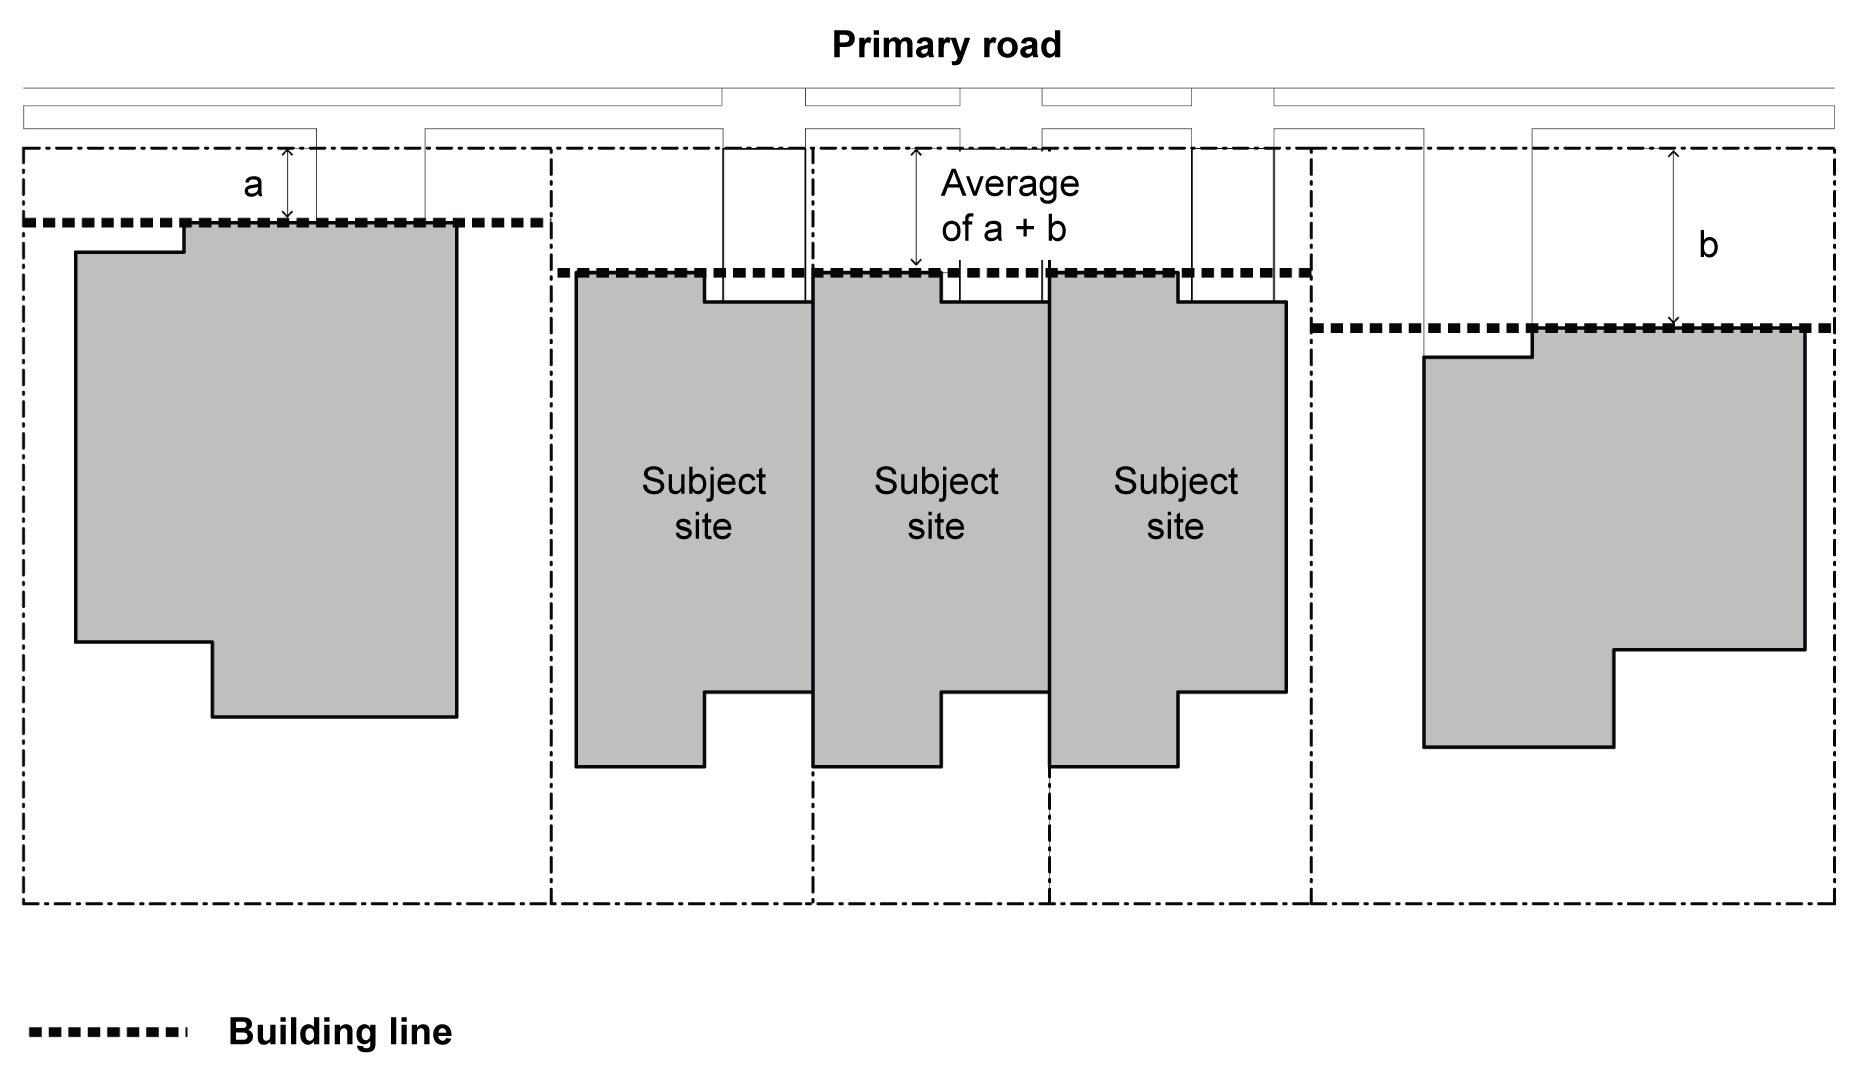 Primary road
a
Average
of a + b
b
Subject
site
Subject
site
Subject
site
Building line